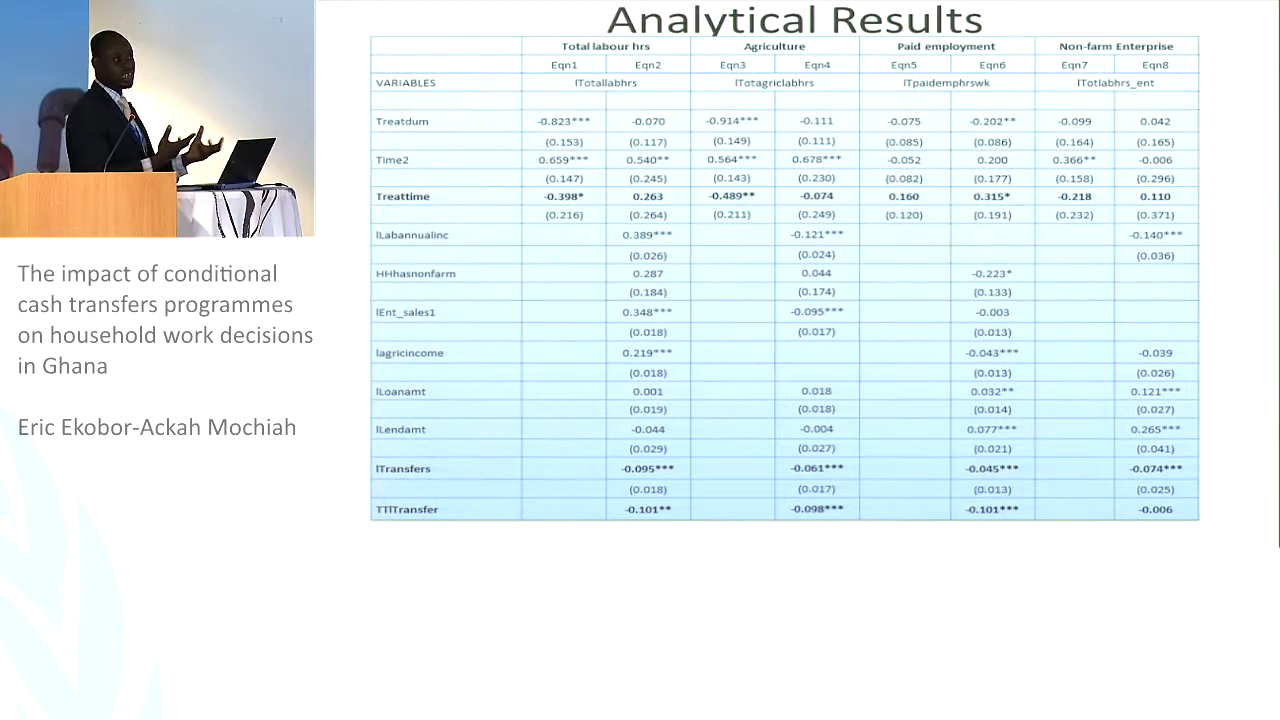 Analytical Results
Total labour hrs Agriculture Paid employment Non-farm Enterprise
Eqn1 Eqn2 Eqn3 Eqn4 Eqn5 Eqn6 Eqn7 Eqn8
VARIABLES lTotallabhrs lTotagriclabhrs lTpaidemphrswk lTotlabhrs_ent
Treatdum -0.823*** -0.070 -0.914*** -0.111 -0.075 -0.202** -0.099 0.042
(0.153) (0.117) (0.149) (0.111) (0.085) (0.086) (0.164) (0.165)
Time2 0.659*** 0.540** 0.564*** 0.678*** -0.052 0.200 0.366** -0.006
(0.147) (0.245) (0.143) (0.230) (0.082) (0.177) (0.158) (0.296)
Treattime -0.398* 0.263 -0.489** -0.074 0.160 0.315* -0.218 0.110
(0.216) (0.264) (0.211) (0.249) (0.120) (0.191) (0.232) (0.371)
lLabannualinc 0.389*** -0.121*** -0.140***
(0.026) (0.024) (0.036)
HHhasnonfarm 0.287 0.044 -0.223*
(0.184) (0.174) (0.133)
lEnt_sales1 0.348*** -0.095*** -0.003
(0.018) (0.017) (0.013)
lagricincome 0.219*** -0.043*** -0.039
(0.018) (0.013) (0.026)
lLoanamt 0.001 0.018 0.032** 0.121***
(0.019) (0.018) (0.014) (0.027)
lLendamt -0.044 -0.004 0.077*** 0.265***
(0.029) (0.027) (0.021) (0.041)
lTransfers -0.095*** -0.061*** -0.045*** -0.074***
(0.018) (0.017) (0.013) (0.025)
TTlTransfer -0.101** -0.098*** -0.101*** -0.006
The impact of conditional
cash transfers programmes
on household work decisions
in Ghana
Eric Ekobor-Ackah Mochiah